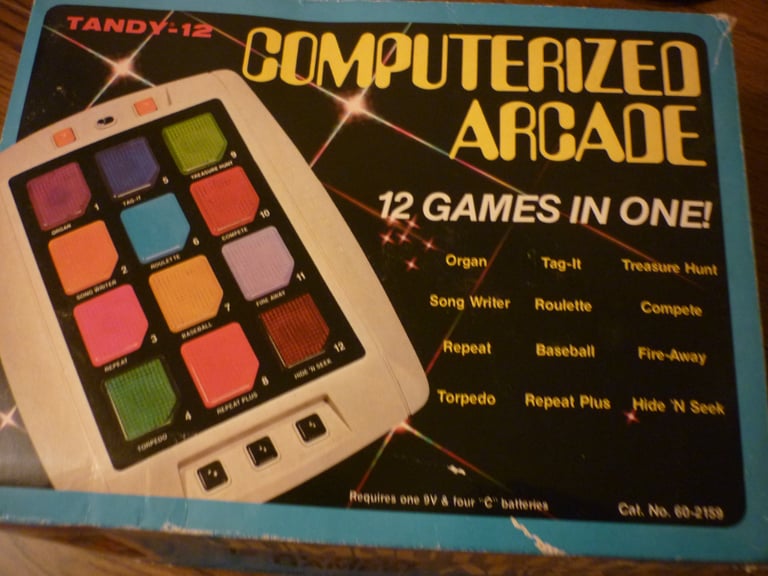 TANDY-12
COMPUTERIZED
ARCADE
12 GAMES IN ONE!
Organ Tag-It Treasure Hunt
Song Writer Roulette Compete
Repeat Baseball Fire-Away
Torpedo Repeat Plus Hide 'N Seek
Requires one 9V & four "C" batteries
Cat. No. 60-2159
ORGAN 1
TAG-IT 5
TREASURE HUNT 9
SONG WRITER 2
ROULETTE 6
COMPETE 10
REPEAT 3
BASEBALL 7
FIRE AWAY 11
TORPEDO 4
REPEAT PLUS 8
HIDE 'N SEEK 12